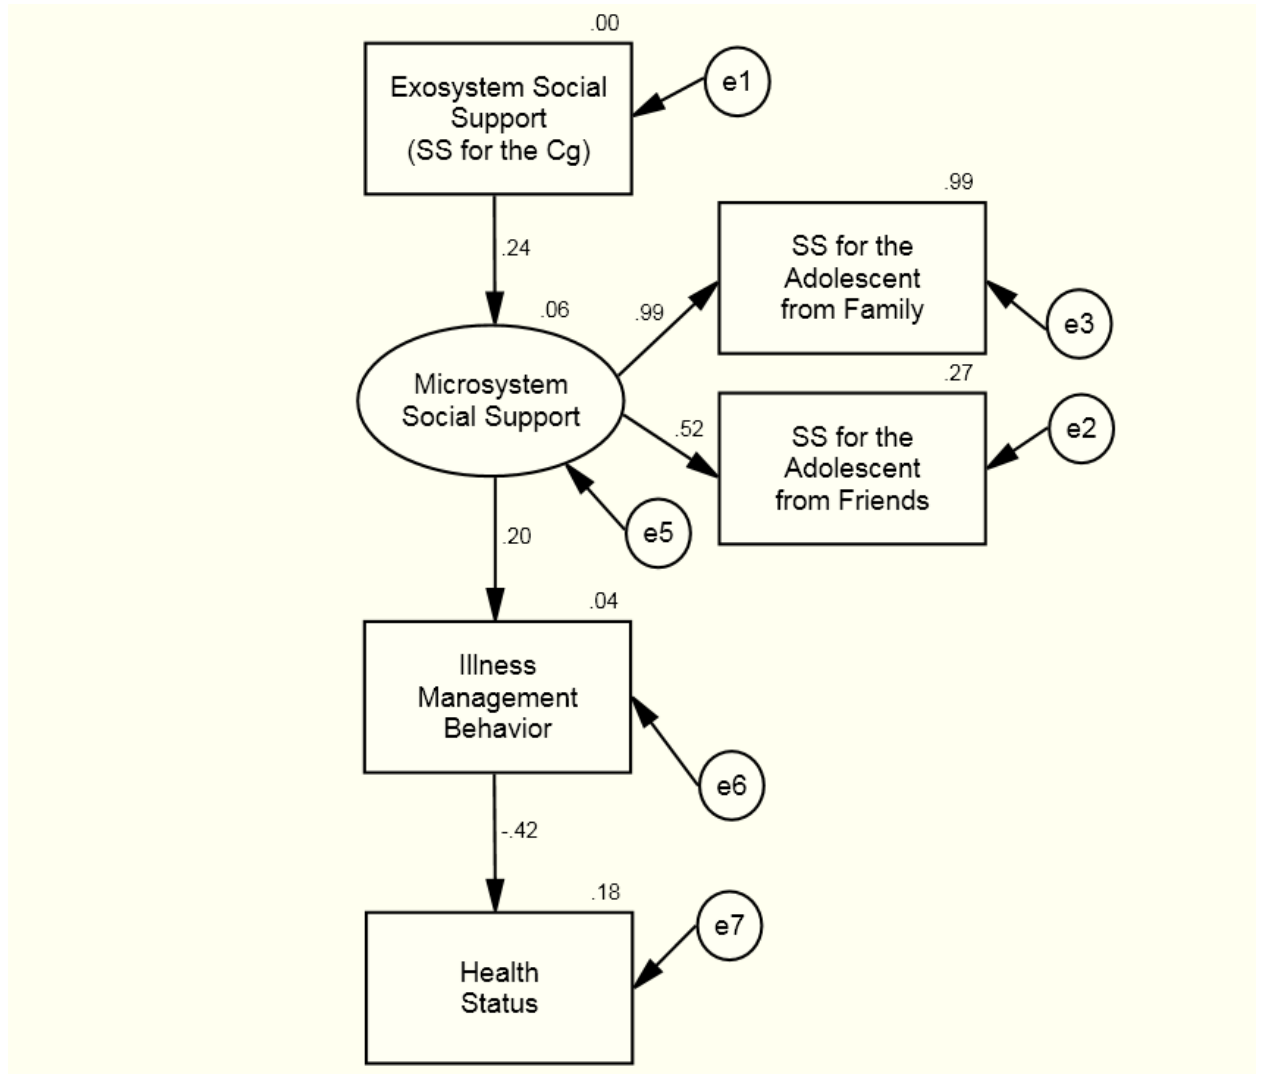 .00
Exosystem Social
Support
(SS for the Cg)
e1
.24
.99
SS for the
Adolescent
from Family
e3
.06
.99
Microsystem
Social Support
.52
.27
SS for the
Adolescent
from Friends
e2
e5
.20
.04
Illness
Management
Behavior
e6
-.42
.18
Health
Status
e7